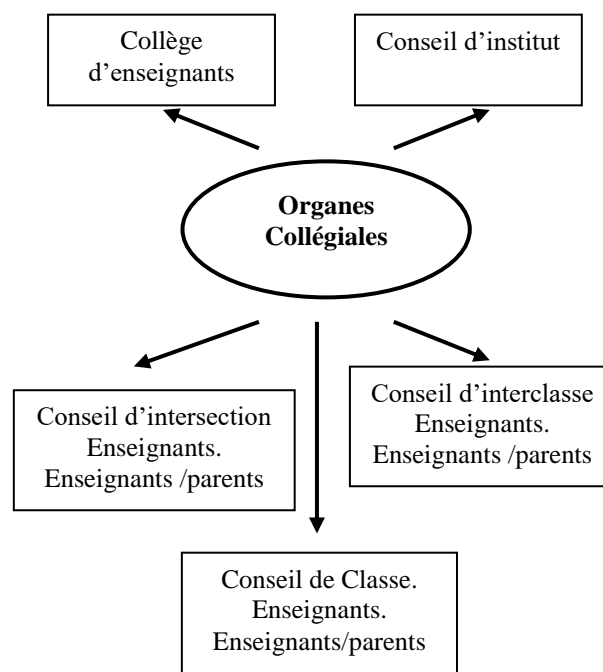 Collège
d’enseignants
Conseil d’institut
Organes
Collégiales
Conseil d’intersection
Enseignants.
Enseignants /parents
Conseil d’interclasse
Enseignants.
Enseignants /parents
Conseil de Classe.
Enseignants.
Enseignants/parents